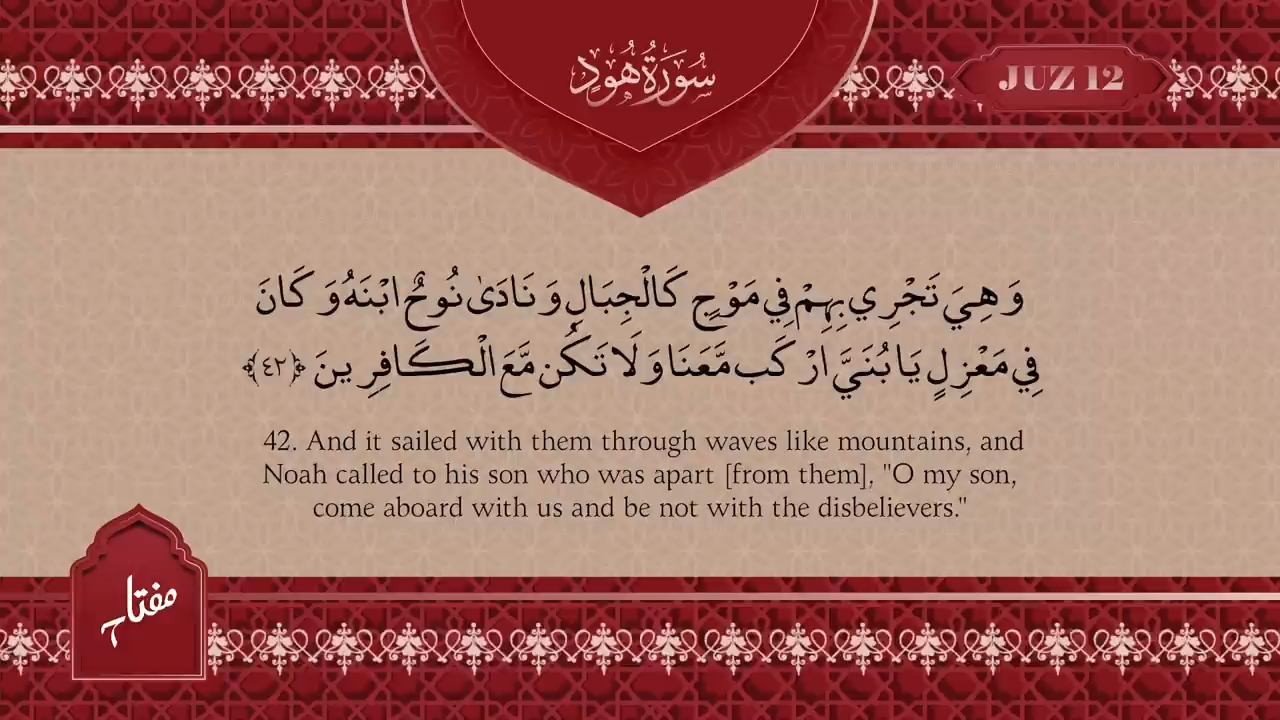 سُورَةُ هُودٍ
JUZ 12
وَهِيَ تَجْرِي بِهِمْ فِي مَوْجٍ كَالْجِبَالِ وَنَادَىٰ نُوحٌ ابْنَهُ وَكَانَ
فِي مَعْزِلٍ يَا بُنَيَّ ارْكَب مَّعَنَا وَلَا تَكُن مَّعَ الْكَافِرِينَ ﴿٤٢﴾
42. And it sailed with them through waves like mountains, and
Noah called to his son who was apart [from them], "O my son,
come aboard with us and be not with the disbelievers."
مفتاح